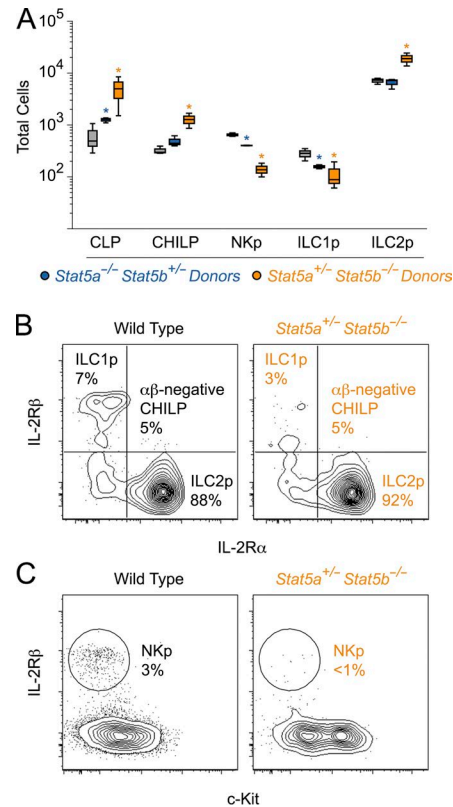 A
10^5
10^4
10^3
10^2
Total Cells
CLP CHILP NKp ILC1p ILC2p
Stat5a–/– Stat5b+/– Donors Stat5a+/– Stat5b–/– Donors
B
Wild Type Stat5a+/– Stat5b–/–
ILC1p
7%
αβ-negative
CHILP
5%
ILC2p
88%
ILC1p
3%
αβ-negative
CHILP
5%
ILC2p
92%
IL-2Rβ
IL-2Rα
C
Wild Type Stat5a+/– Stat5b–/–
NKp
3%
NKp
<1%
IL-2Rβ
c-Kit